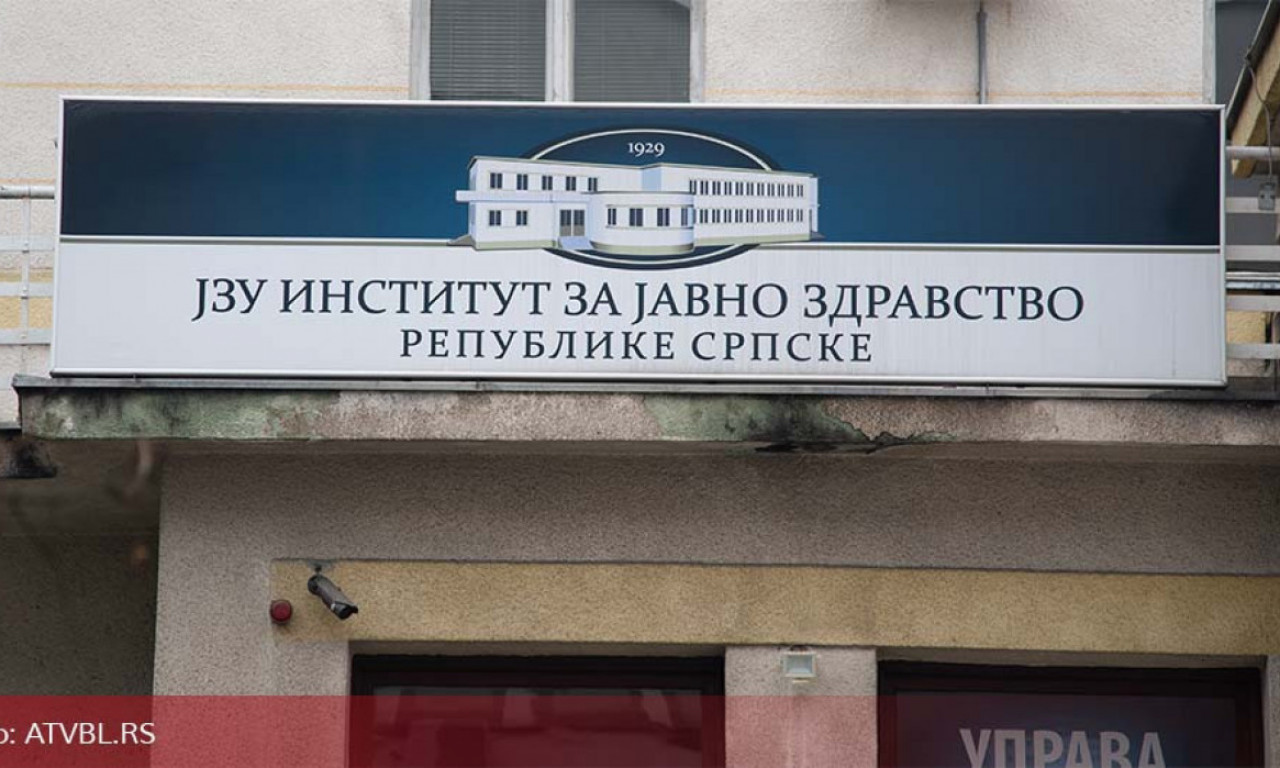 1929
ЈЗУ ИНСТИТУТ ЗА ЈАВНО ЗДРАВСТВО
РЕПУБЛИКЕ СРПСКЕ
УПРАВА
ATVBL.RS